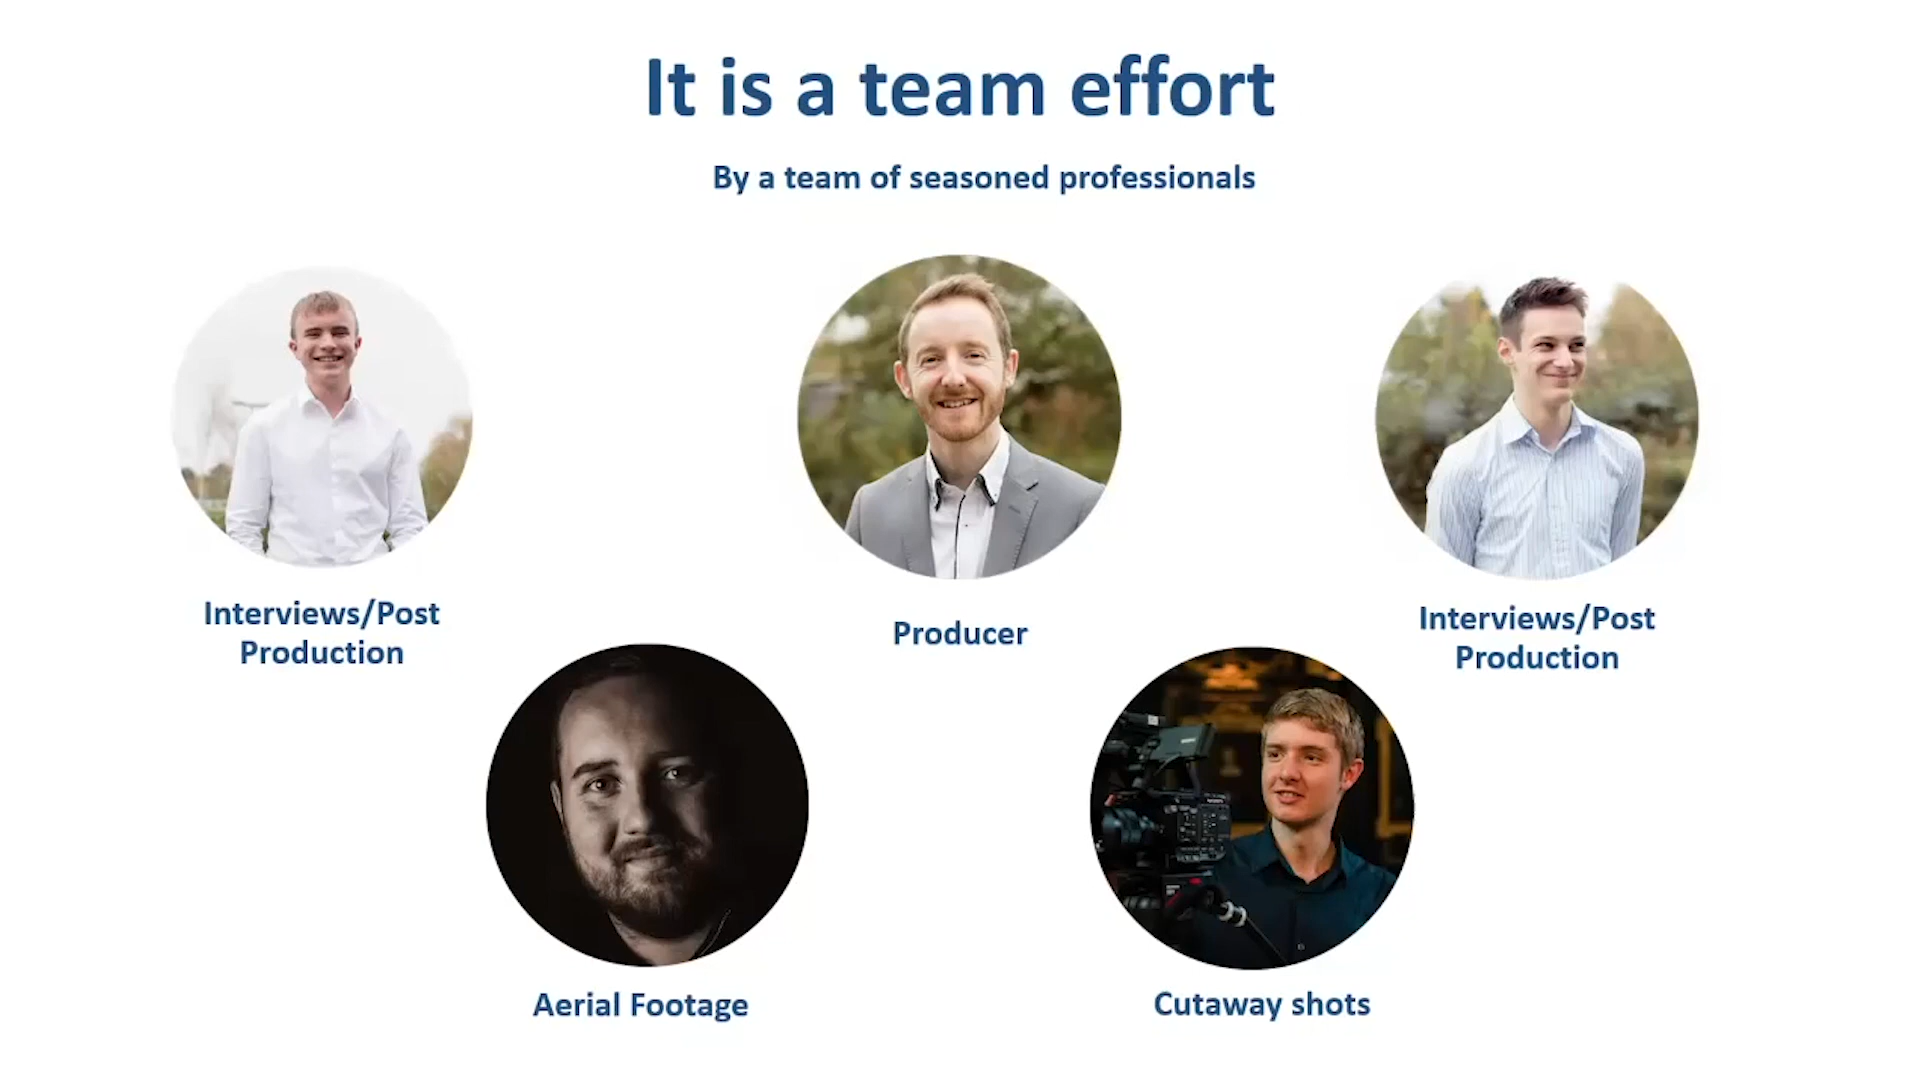 It is a team effort
By a team of seasoned professionals
Interviews/Post
Production
Producer
Interviews/Post
Production
Aerial Footage
Cutaway shots